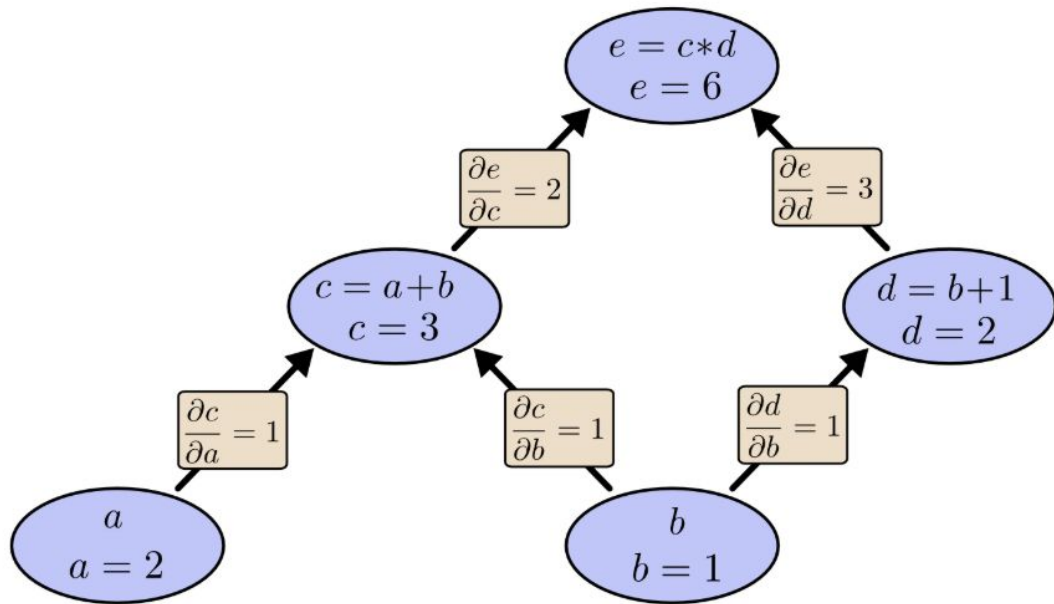 e = c*d
e = 6
∂e/∂c = 2
∂e/∂d = 3
c = a+b
c = 3
d = b+1
d = 2
∂c/∂a = 1
∂c/∂b = 1
∂d/∂b = 1
a
a = 2
b
b = 1